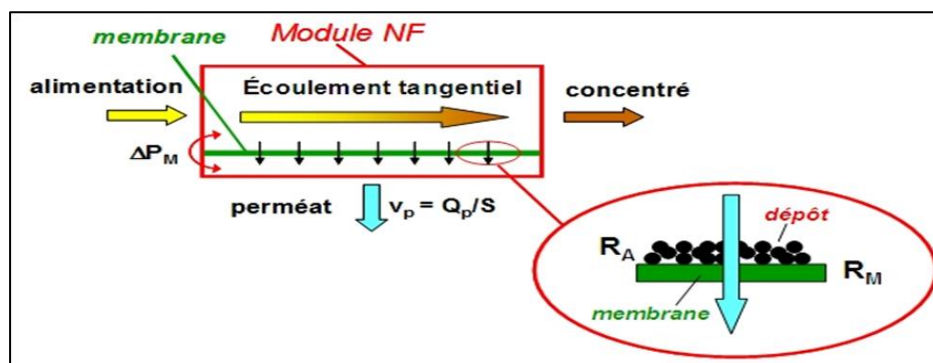 membrane
Module NF
alimentation
Écoulement tangentiel
concentré
ΔPM
perméat
vp = Qp/S
dépôt
RA
RM
membrane